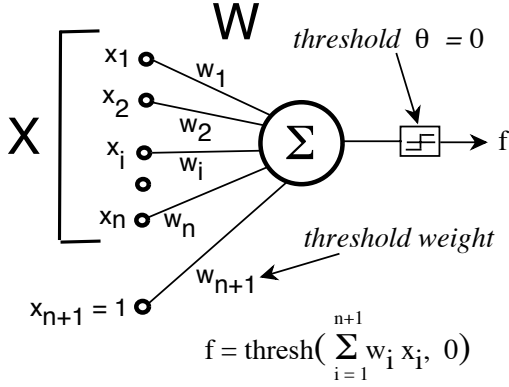 W
threshold θ = 0
X
x1
x2
xi
xn
xn+1 = 1
w1
w2
wi
wn
wn+1
Σ
f
threshold weight
f = thresh( Σ i = 1 n+1 wi xi, 0)